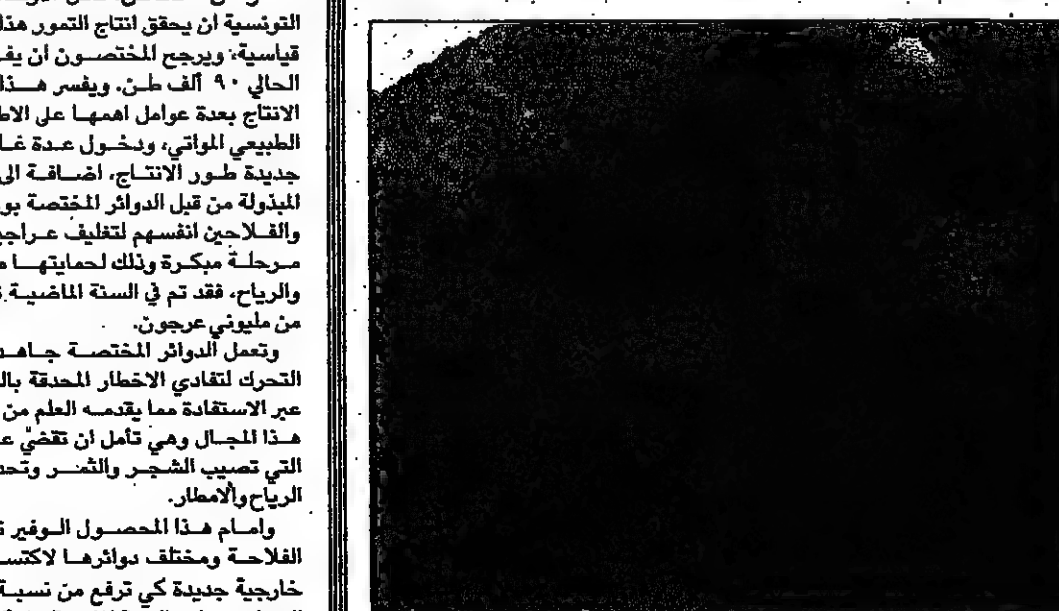 التونسية ان يحقق انتاج التمور هذ
قياسية، ويرجح المختصون ان يف
الحالي ٩٠ ألف طن. ويفسر هذا
الانتاج بعدة عوامل اهمها على الاط
الطبيعي المواتي، ودخول عدة غا
جديدة طور الانتاج، اضافة الى
المبذولة من قبل الدوائر المختصة بو
والفلاحين انفسهم لتغليف عراجي
مرحلة مبكرة وذلك لحمايتها م
والرياح، فقد تم في السنة الماضية
من مليوني عرجون.
وتعمل الدوائر المختصة جاهد
التحرك لتفادي الاخطار المحدقة بال
عبر الاستفادة مما يقدمه العلم من
هذا المجال وهي تأمل ان تقضي ع
التي تصيب الشجر والثمر وتحد
الرياح والامطار.
وامام هذا المحصول الوفير ت
الفلاحة ومختلف دوائرها لاكتس
خارجية جديدة كي ترفع من نسبة